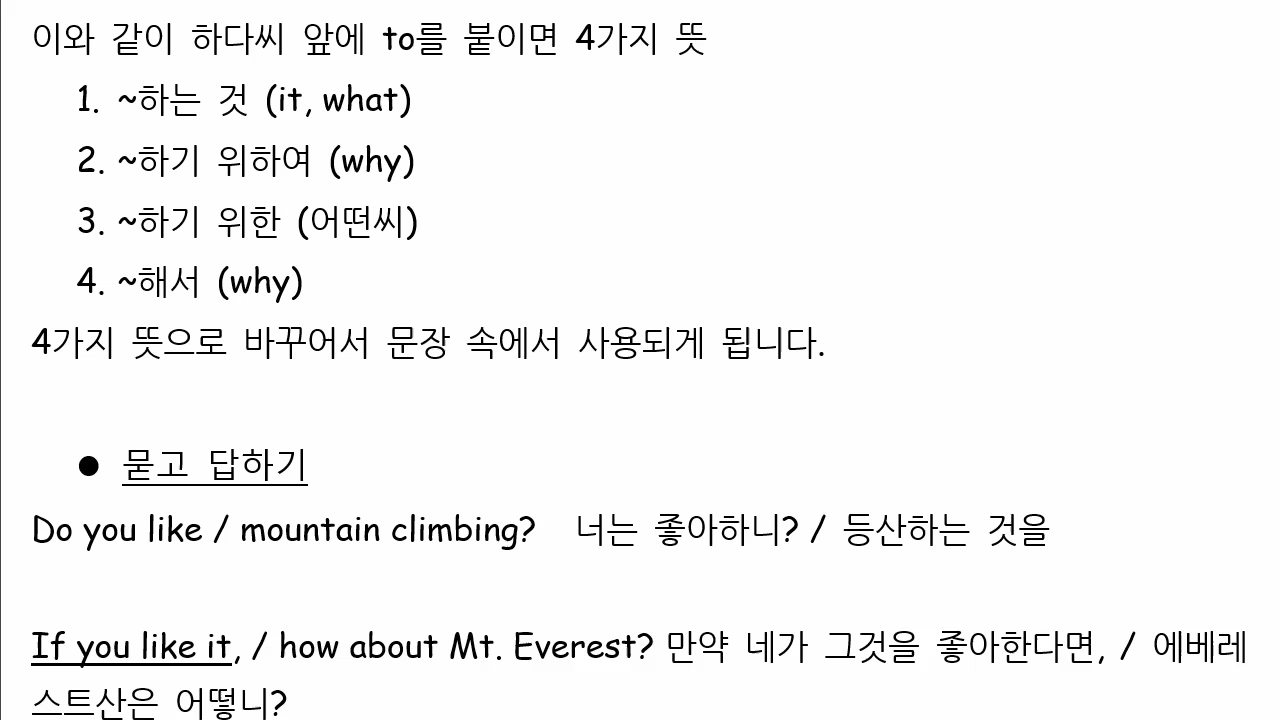 이와 같이 하다씨 앞에 to를 붙이면 4가지 뜻
1. ~하는 것 (it, what)
2. ~하기 위하여 (why)
3. ~하기 위한 (어떤씨)
4. ~해서 (why)
4가지 뜻으로 바꾸어서 문장 속에서 사용되게 됩니다.
● 묻고 답하기
Do you like / mountain climbing? 너는 좋아하니? / 등산하는 것을
If you like it, / how about Mt. Everest? 만약 네가 그것을 좋아한다면, / 에베레
스트산은 어떻니?